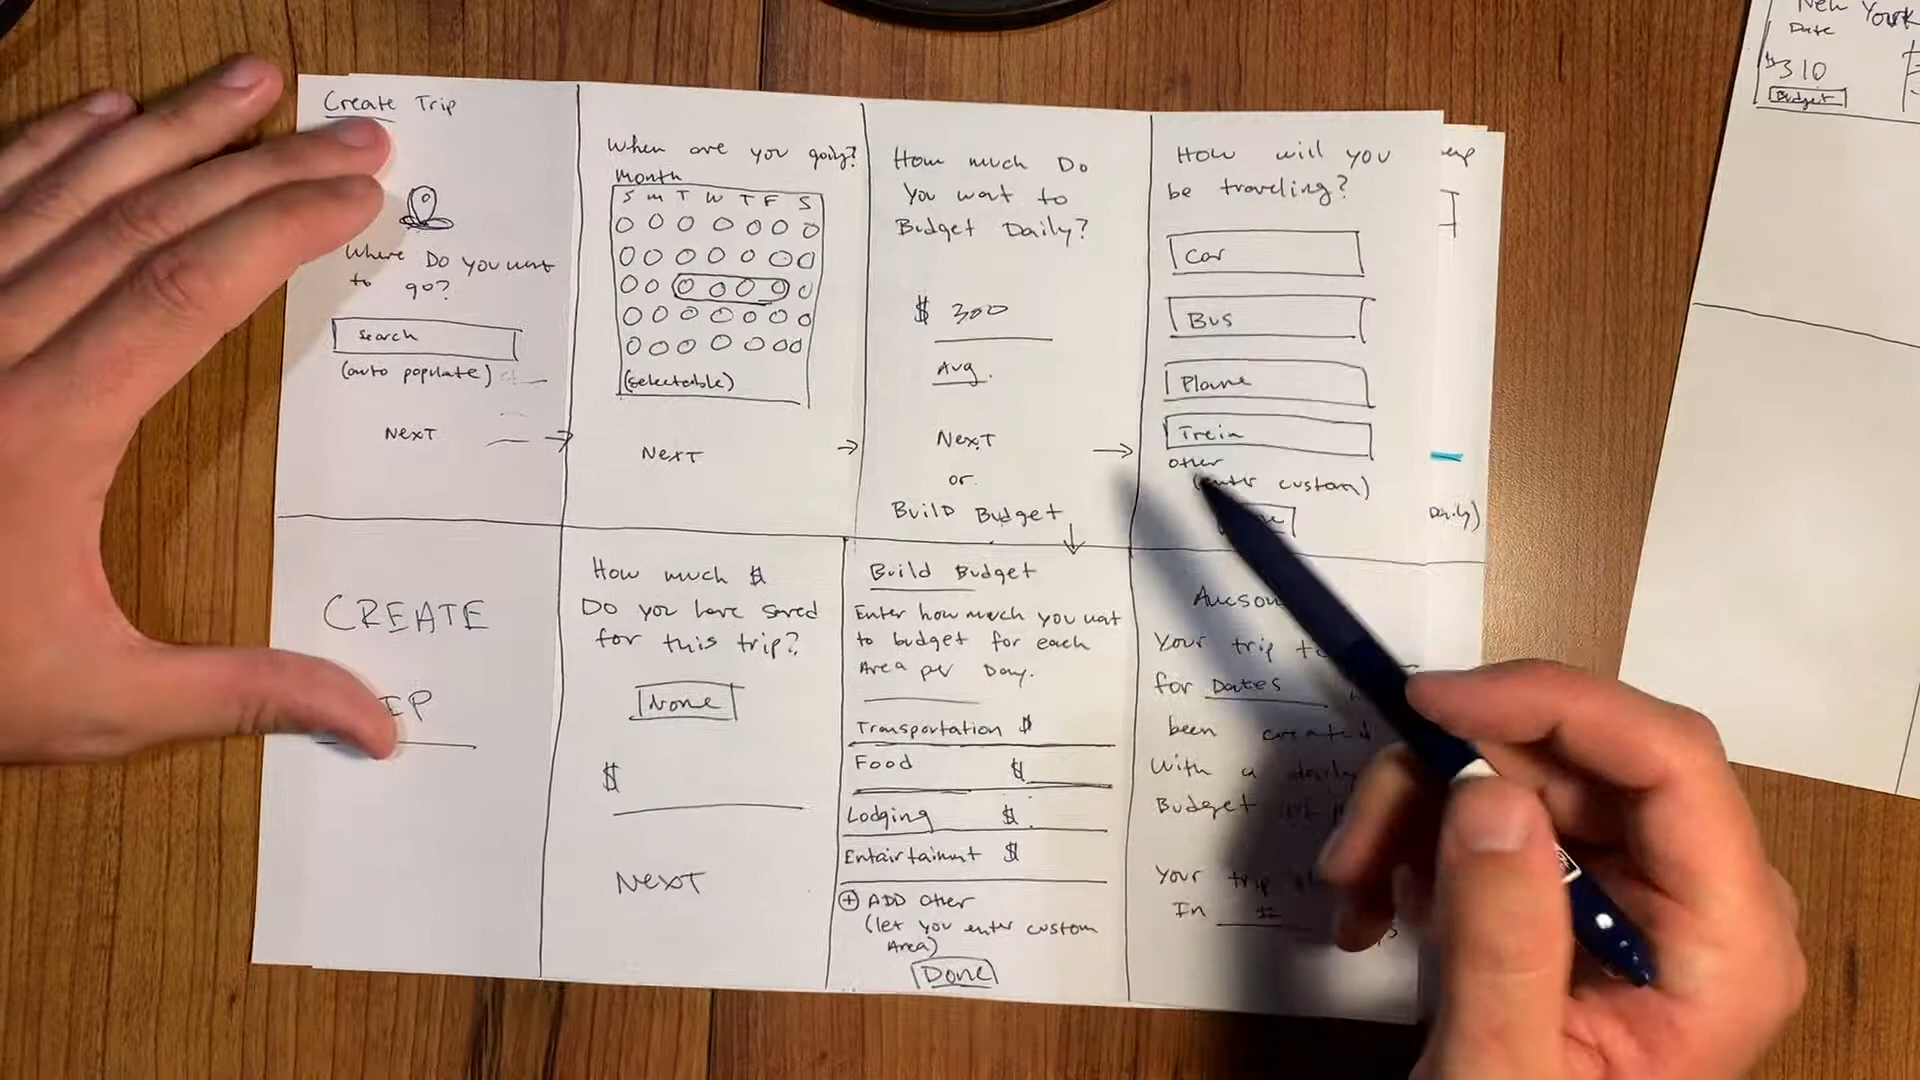 Create Trip
Where Do you want
to go?
search
(auto populate)
NEXT
When are you going?
Month
S M T W T F S
(selectable)
NEXT
How much Do
You want to
Budget Daily?
$ 300
Avg.
NEXT
or
Build Budget
How will you
be traveling?
Car
Bus
Plane
Train
other
(enter custom)
Daily)
CREATE
How much $
Do you have saved
for this trip?
None
$
NEXT
Build Budget
Enter how much you want
to budget for each
Area per Day.
Transportation $
Food $
Lodging $
Entairtainmt $
+ ADD Other
(let you enter custom
Area)
Done
Your trip
for Dates
been created
With a daily
Budget
Your trip
In #
New York
Date
$310
Budget